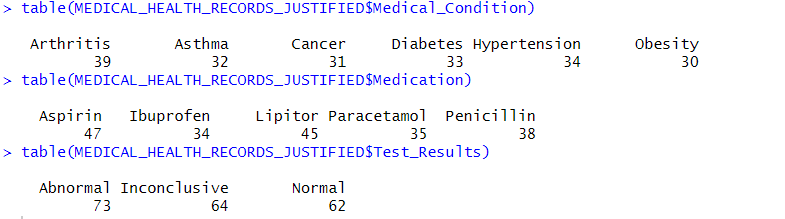 > table(MEDICAL_HEALTH_RECORDS_JUSTIFIED$Medical_Condition)
Arthritis Asthma Cancer Diabetes Hypertension Obesity
39 32 31 33 34 30
> table(MEDICAL_HEALTH_RECORDS_JUSTIFIED$Medication)
Aspirin Ibuprofen Lipitor Paracetamol Penicillin
47 34 45 35 38
> table(MEDICAL_HEALTH_RECORDS_JUSTIFIED$Test_Results)
Abnormal Inconclusive Normal
73 64 62